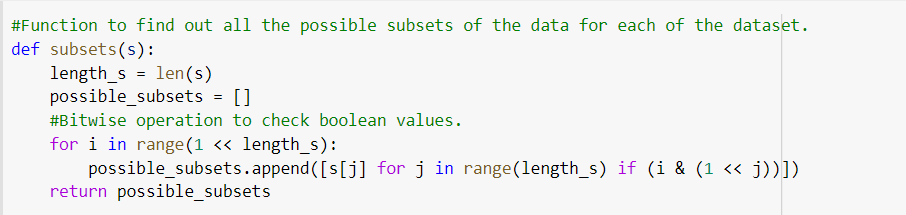 #Function to find out all the possible subsets of the data for each of the dataset.
def subsets(s):
    length_s = len(s)
    possible_subsets = []
    #Bitwise operation to check boolean values.
    for i in range(1 << length_s):
        possible_subsets.append([s[j] for j in range(length_s) if (i & (1 << j))])
    return possible_subsets